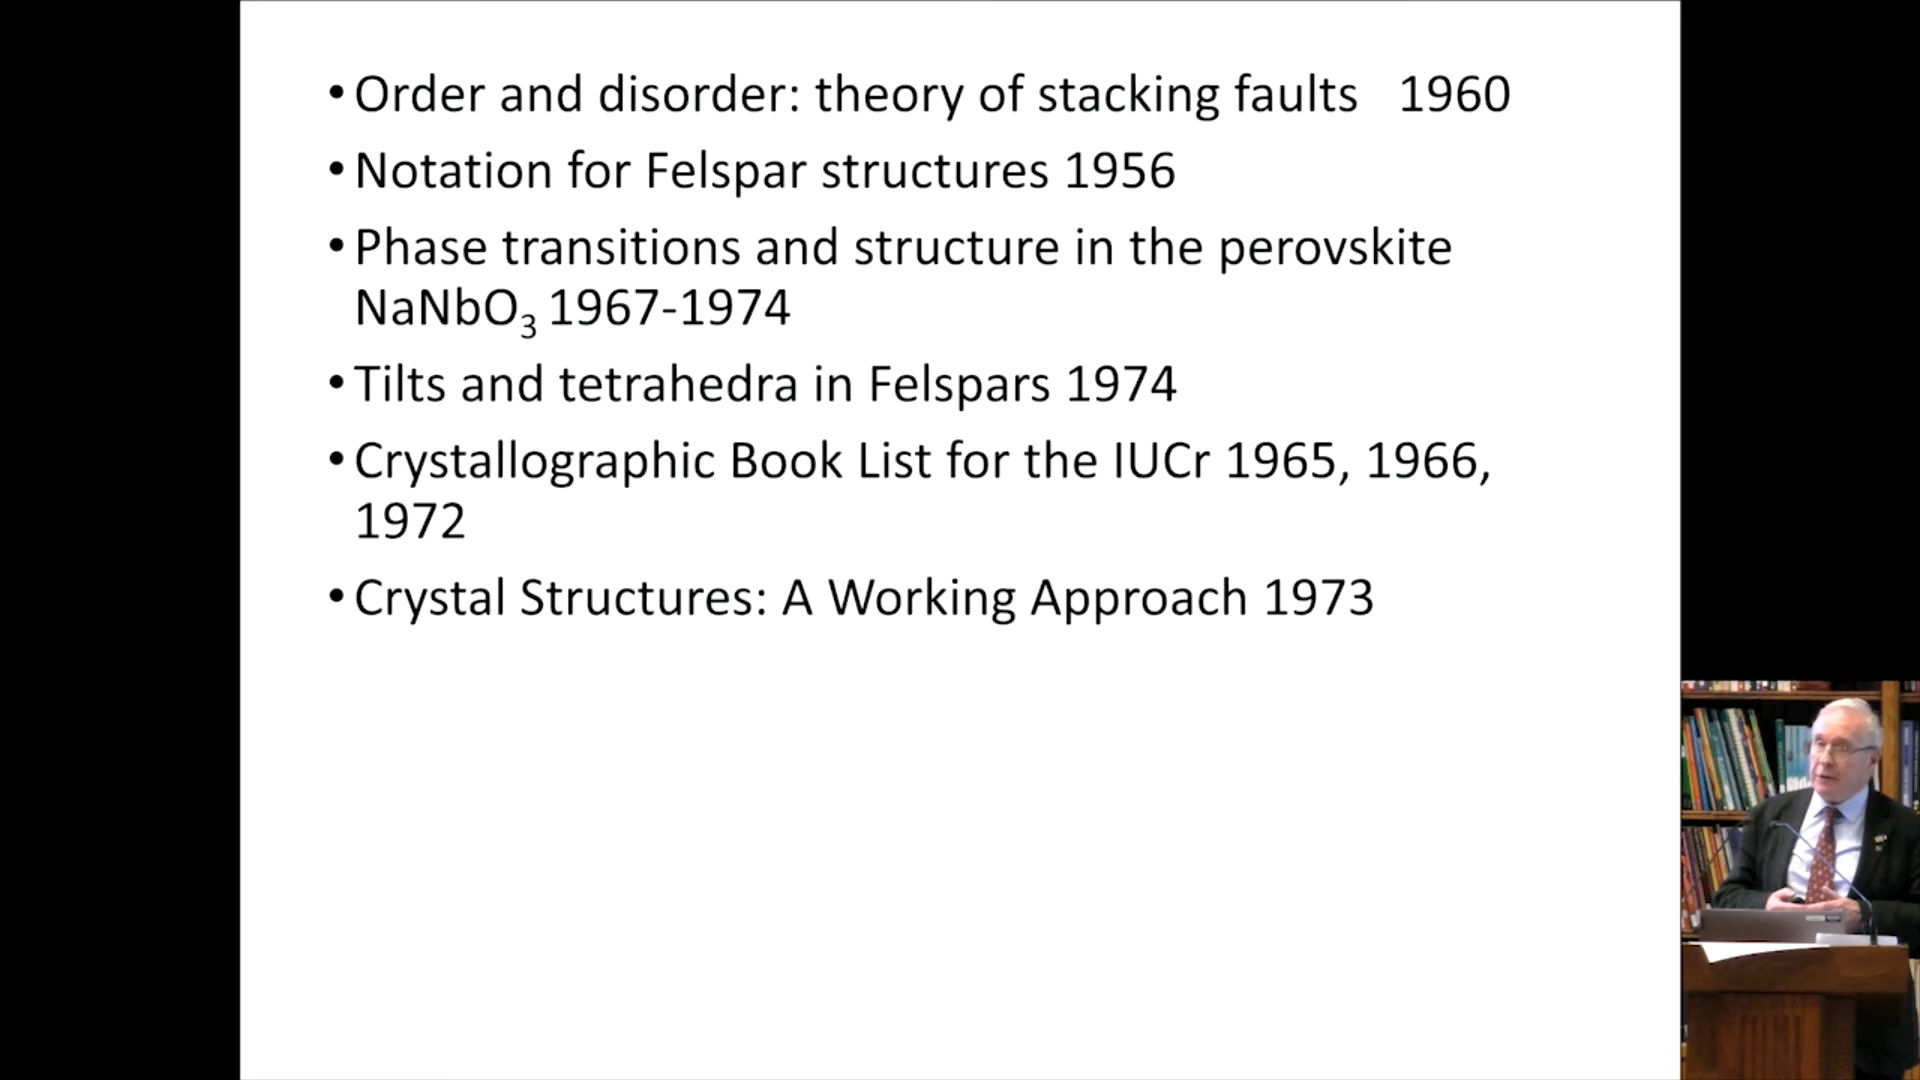 • Order and disorder: theory of stacking faults 1960
• Notation for Felspar structures 1956
• Phase transitions and structure in the perovskite
NaNbO₃ 1967-1974
• Tilts and tetrahedra in Felspars 1974
• Crystallographic Book List for the IUCr 1965, 1966,
1972
• Crystal Structures: A Working Approach 1973